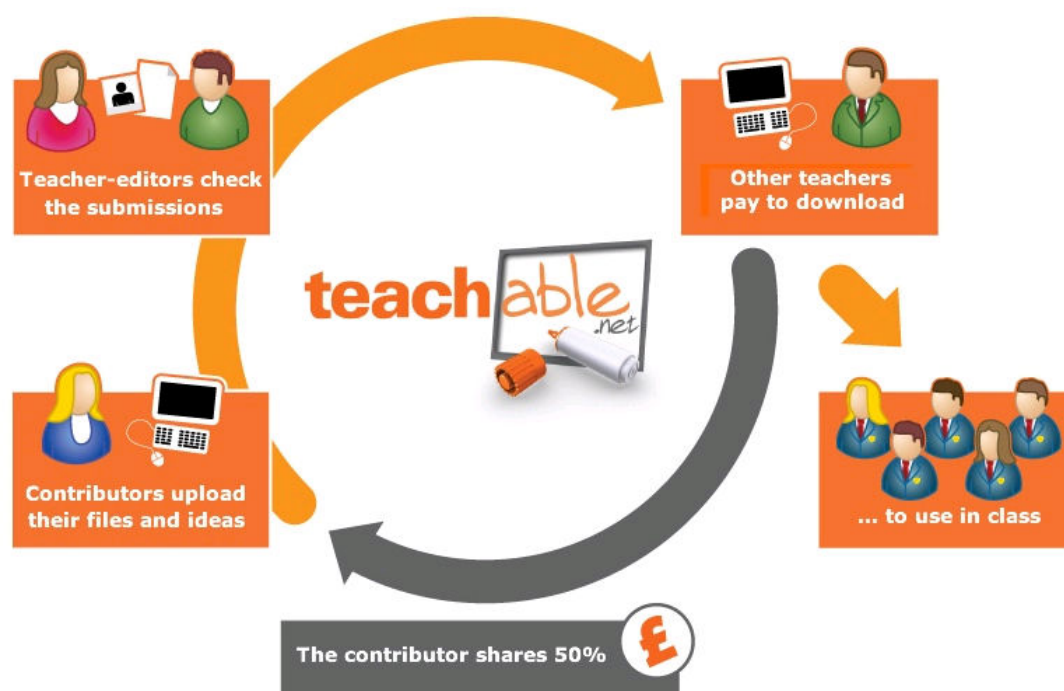 Teacher-editors check
the submissions
Other teachers
pay to download
teachable
.net
Contributors upload
their files and ideas
... to use in class
The contributor shares 50%
£